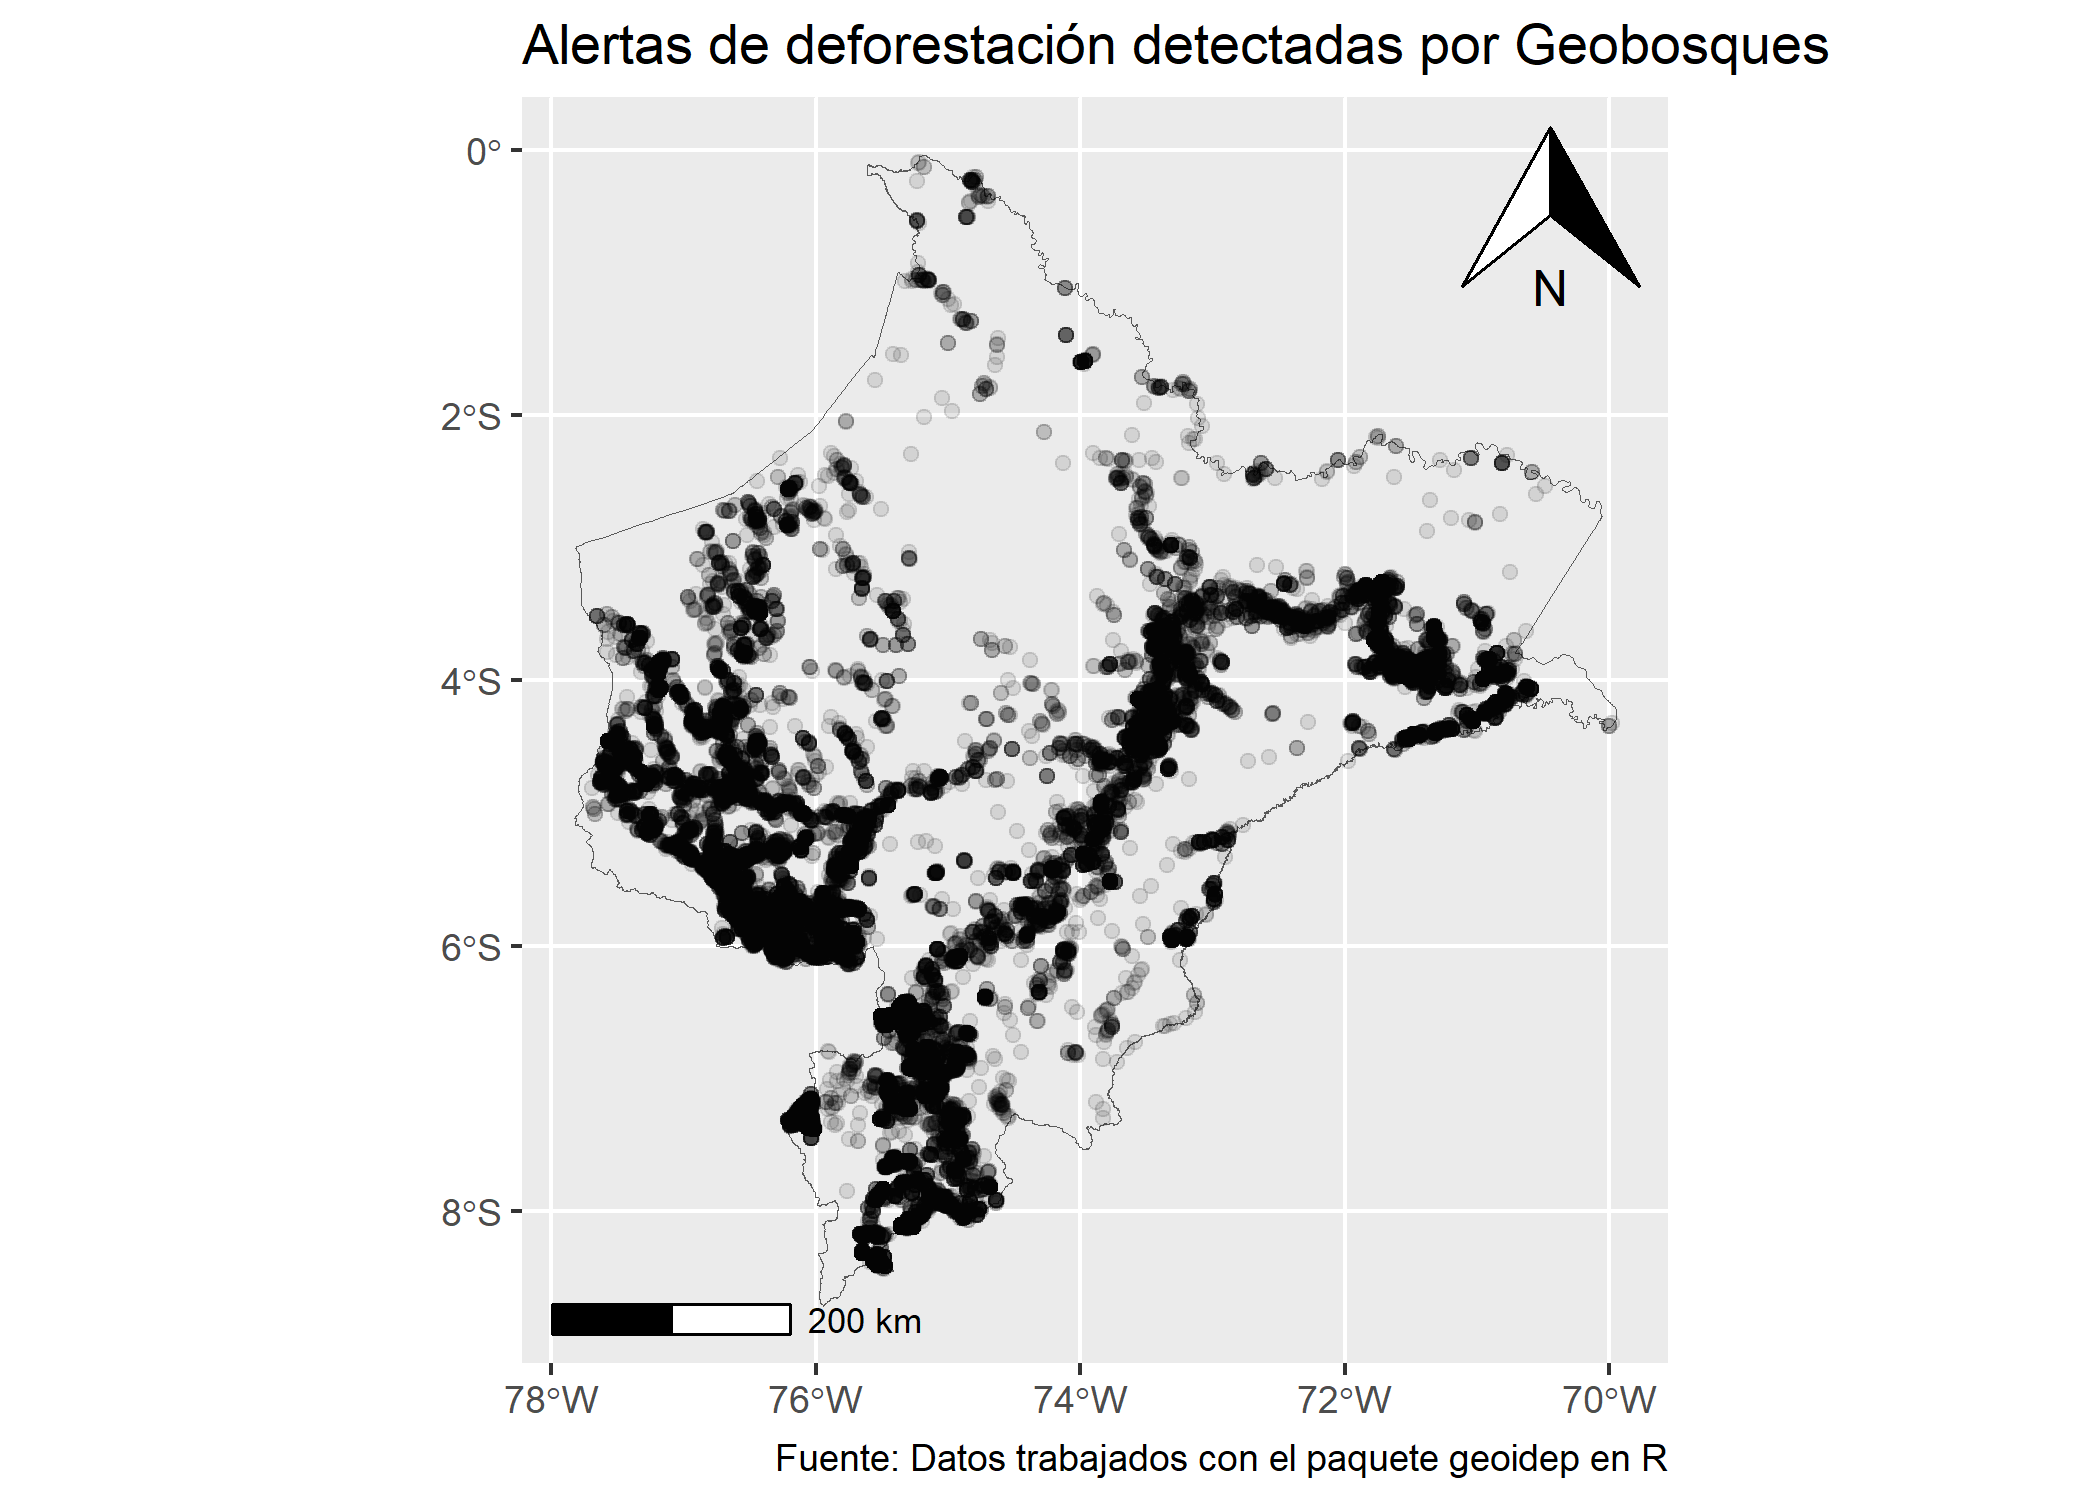 Alertas de deforestación detectadas por Geobosques
N
0°
2°S
4°S
6°S
8°S
200 km
78°W 76°W 74°W 72°W 70°W
Fuente: Datos trabajados con el paquete geoidep en R